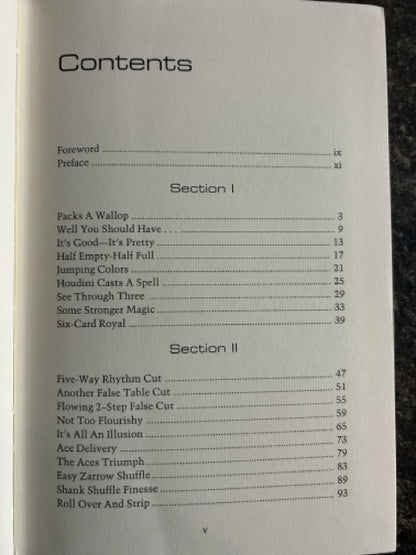 Contents
Foreword ix
Preface xi
Section I
Packs A Wallop 3
Well You Should Have . . . 9
It's Good—It's Pretty 13
Half Empty-Half Full 17
Jumping Colors 21
Houdini Casts A Spell 25
See Through Three 29
Some Stronger Magic 33
Six-Card Royal 39
Section II
Five-Way Rhythm Cut 47
Another False Table Cut 51
Flowing 2-Step False Cut 55
Not Too Flourishy 59
It's All An Illusion 65
Ace Delivery 73
The Aces Triumph 79
Easy Zarrow Shuffle 83
Shank Shuffle Finesse 89
Roll Over And Strip 93
v